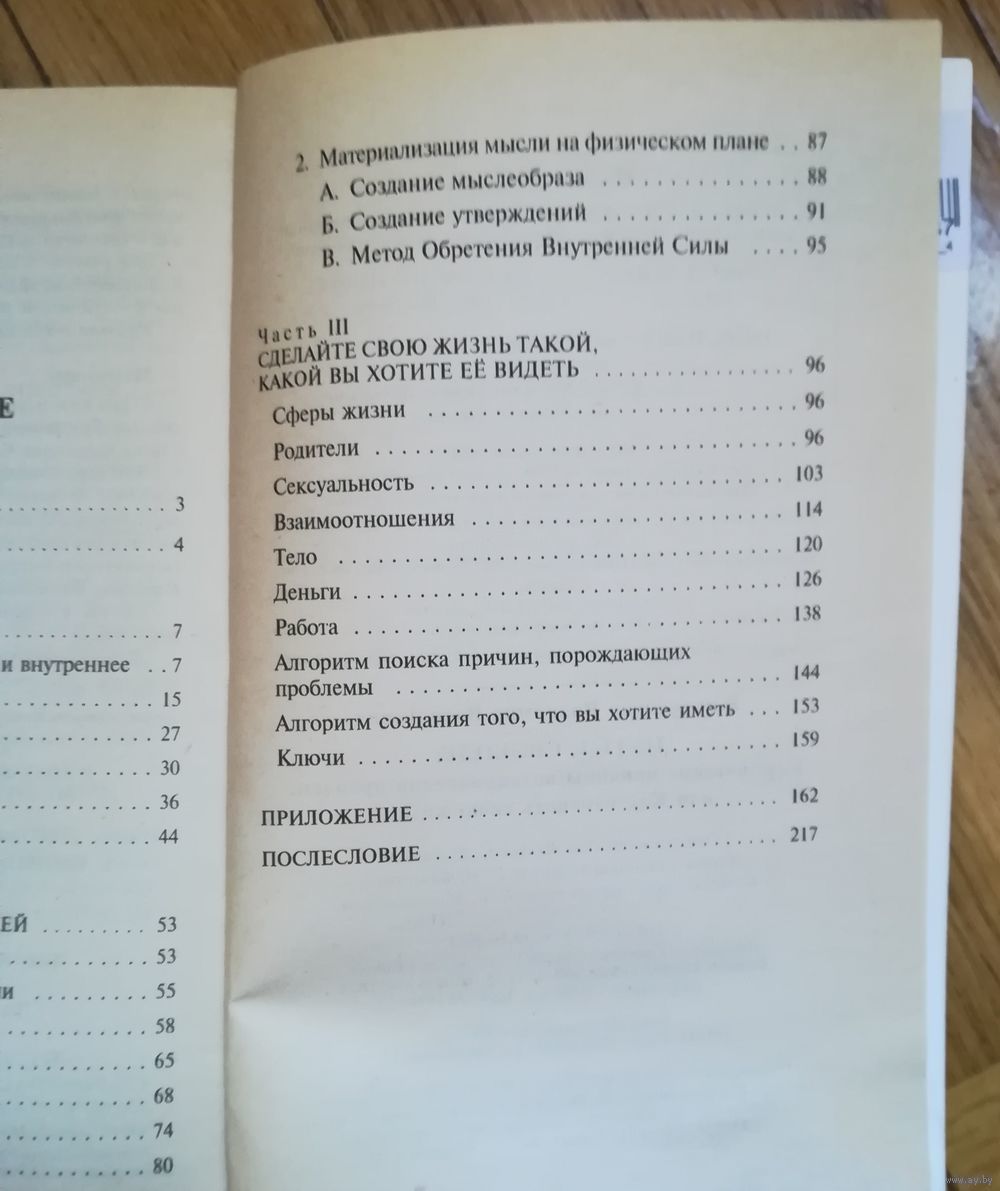 Е
. . . . . . . . . . . . . . 3
. . . . . . . . . . . . . . 4
. . . . . . . . . . . . . . 7
и внутреннее . . 7
. . . . . . . . . . . . . . 15
. . . . . . . . . . . . . . 27
. . . . . . . . . . . . . . 30
. . . . . . . . . . . . . . 36
. . . . . . . . . . . . . . 44
ЕЙ . . . . . . . . . 53
. . . . . . . . . . . . 53
и . . . . . . . . . . 55
. . . . . . . . . . . . 58
. . . . . . . . . . . . 65
. . . . . . . . . . . . 68
. . . . . . . . . . . . 74
. . . . . . . . . . . . 80
2. Материализация мысли на физическом плане . . 87
А. Создание мыслеобраза . . . . . . . . . . . . . . . 88
Б. Создание утверждений . . . . . . . . . . . . . . . 91
В. Метод Обретения Внутренней Силы . . . . 95
Часть III
СДЕЛАЙТЕ СВОЮ ЖИЗНЬ ТАКОЙ,
КАКОЙ ВЫ ХОТИТЕ ЕЁ ВИДЕТЬ . . . . . . . . . . . . . . . . . 96
Сферы жизни . . . . . . . . . . . . . . . . . . . . . . . . . . . . 96
Родители . . . . . . . . . . . . . . . . . . . . . . . . . . . . . . . . 96
Сексуальность . . . . . . . . . . . . . . . . . . . . . . . . . . . 103
Взаимоотношения . . . . . . . . . . . . . . . . . . . . . . . . 114
Тело . . . . . . . . . . . . . . . . . . . . . . . . . . . . . . . . . . 120
Деньги . . . . . . . . . . . . . . . . . . . . . . . . . . . . . . . . . 126
Работа . . . . . . . . . . . . . . . . . . . . . . . . . . . . . . . . . 138
Алгоритм поиска причин, порождающих
проблемы . . . . . . . . . . . . . . . . . . . . . . . . . . . . . . 144
Алгоритм создания того, что вы хотите иметь . . . 153
Ключи . . . . . . . . . . . . . . . . . . . . . . . . . . . . . . . . . 159
ПРИЛОЖЕНИЕ . . . . . . . . . . . . . . . . . . . . . . . . . . . . 162
ПОСЛЕСЛОВИЕ . . . . . . . . . . . . . . . . . . . . . . . . . . . 217
www.ay.by